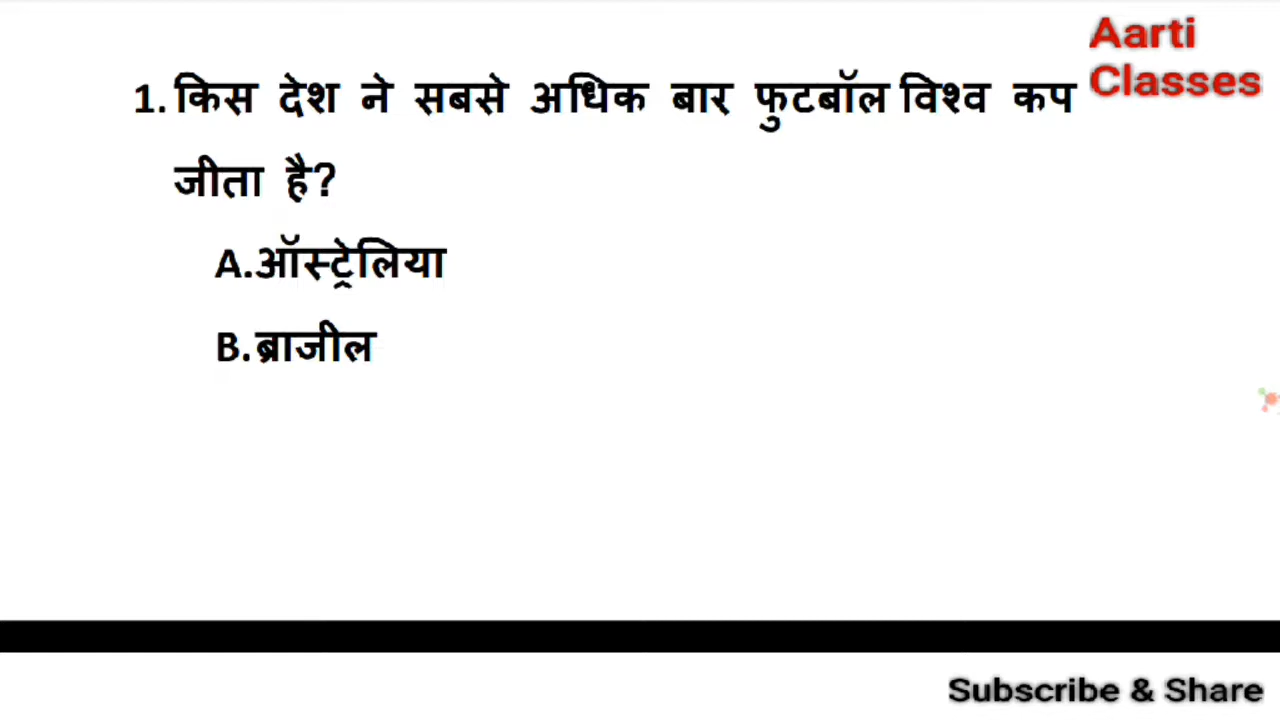 Aarti
Classes
1. किस देश ने सबसे अधिक बार फुटबॉल विश्व कप
जीता है?
A.ऑस्ट्रेलिया
B.ब्राजील
Subscribe & Share